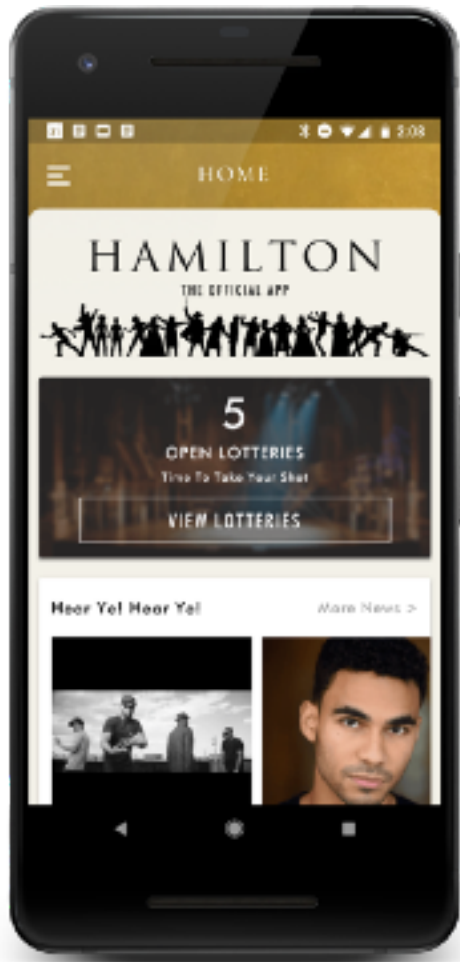 2:03
HOME
HAMILTON
THE OFFICIAL APP
5
OPEN LOTTERIES
Time To Take Your Shot
VIEW LOTTERIES
Hear Ye! Hear Ye!
More News >